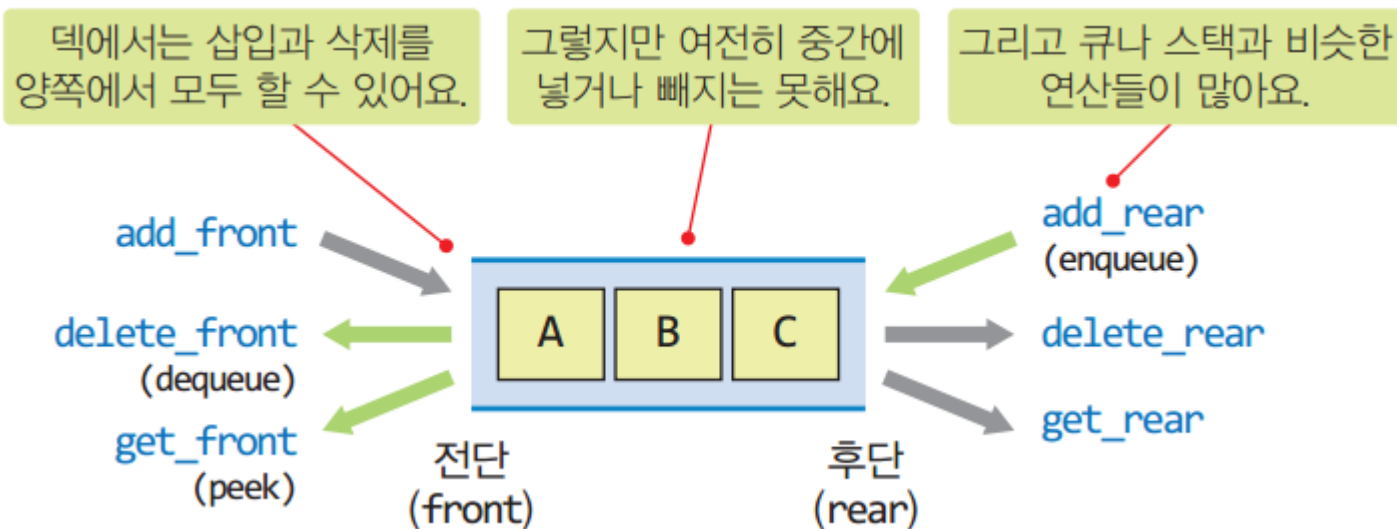 덱에서는 삽입과 삭제를
양쪽에서 모두 할 수 있어요.
그렇지만 여전히 중간에
넣거나 빼지는 못해요.
그리고 큐나 스택과 비슷한
연산들이 많아요.
add_front
delete_front
(dequeue)
get_front
(peek)
A B C
전단
(front)
후단
(rear)
add_rear
(enqueue)
delete_rear
get_rear